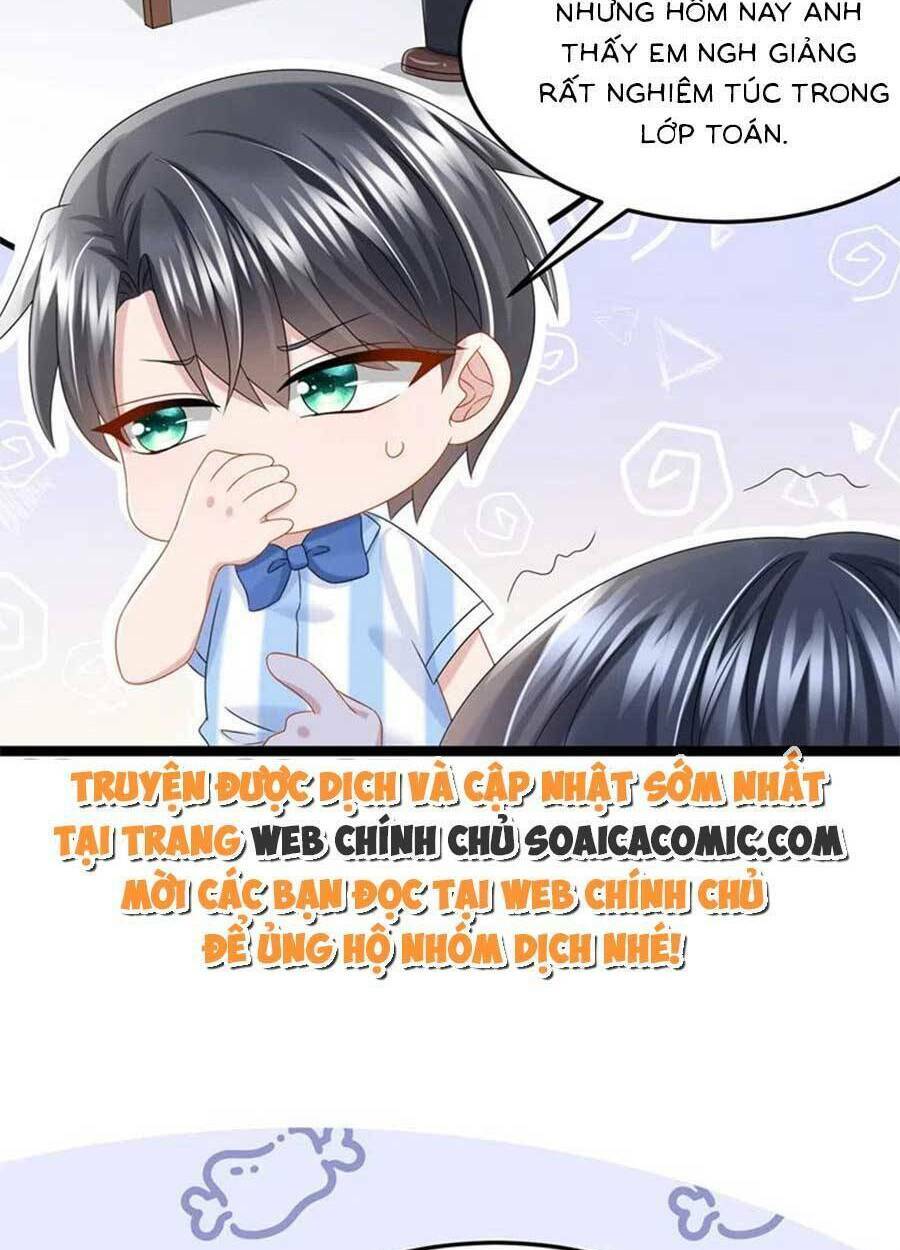 NHƯNG HÔM NAY ANH
THẤY EM NGH GIẢNG
RẤT NGHIÊM TÚC TRONG
LỚP TOÁN.
TRUYỆN ĐƯỢC DỊCH VÀ CẬP NHẬT SỚM NHẤT
TẠI TRANG WEB CHÍNH CHỦ SOAICACOMIC.COM
MỜI CÁC BẠN ĐỌC TẠI WEB CHÍNH CHỦ
ĐỂ ỦNG HỘ NHÓM DỊCH NHÉ!